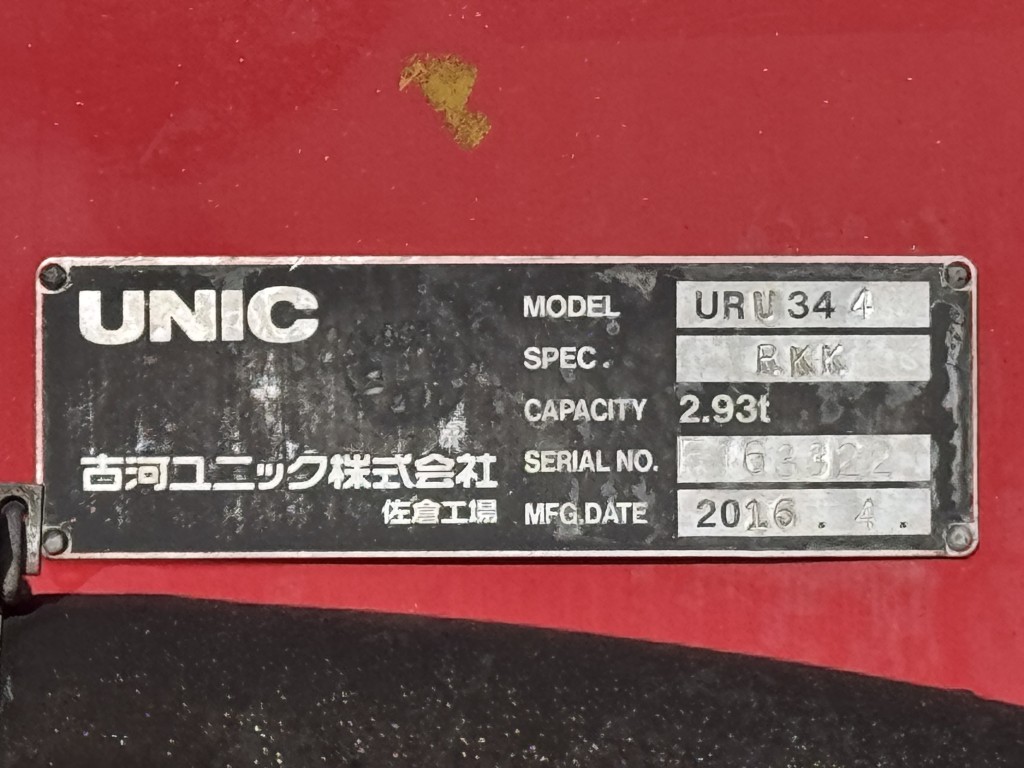 UNIC
MODEL URU344
SPEC. RKK
CAPACITY 2.93t
古河ユニック株式会社
SERIAL NO.
佐倉工場
MFG.DATE 2016.4.